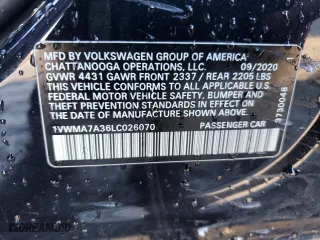 MFD BY VOLKSWAGEN GROUP OF AMERICA
CHATTANOOGA OPERATIONS, LLC. 09/2020
GVWR 4431 GAWR FRONT 2337 / REAR 2206 LBS
THIS VEHICLE CONFORMS TO ALL APPLICABLE U.S.
FEDERAL MOTOR VEHICLE SAFETY, BUMPER, AND
THEFT PREVENTION STANDARDS IN EFFECT ON
THE DATE OF MANUFACTURE SHOWN ABOVE.
1VWMA7A36LC026070 PASSENGER CAR
3780048